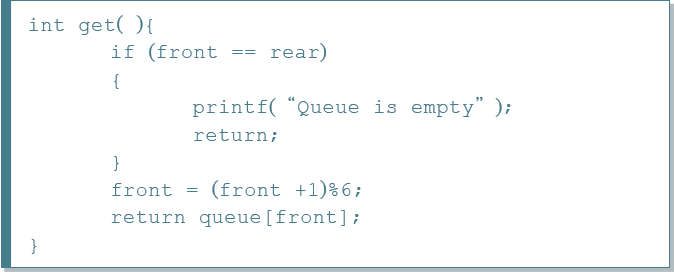 int get( ){
if (front == rear)
{
printf( “Queue is empty” );
return;
}
front = (front +1)%6;
return queue[front];
}